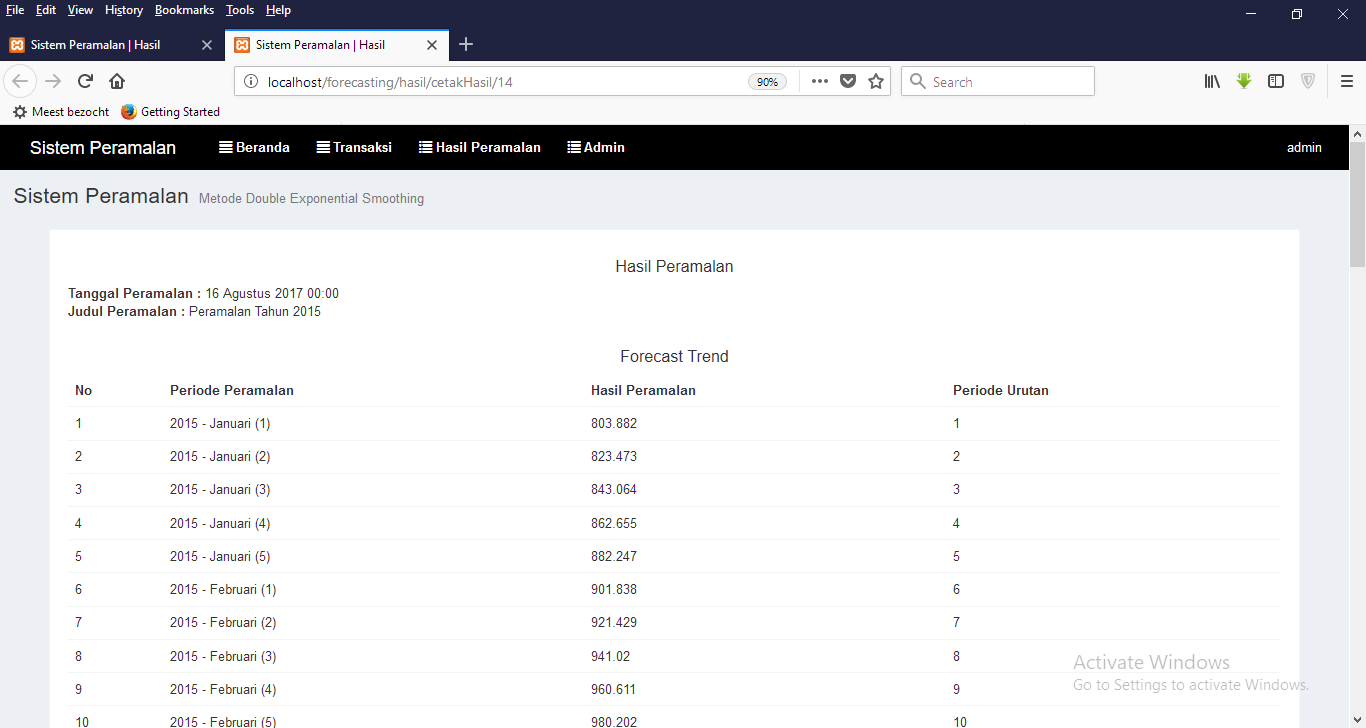 File Edit View History Bookmarks Tools Help
Sistem Peramalan | Hasil
Sistem Peramalan | Hasil
localhost/forecasting/hasil/cetakHasil/14
90%
Search
Meest bezocht Getting Started
Sistem Peramalan Beranda Transaksi Hasil Peramalan Admin admin
Sistem Peramalan Metode Double Exponential Smoothing
Hasil Peramalan
Tanggal Peramalan : 16 Agustus 2017 00:00
Judul Peramalan : Peramalan Tahun 2015
Forecast Trend
No Periode Peramalan Hasil Peramalan Periode Urutan
1 2015 - Januari (1) 803.882 1
2 2015 - Januari (2) 823.473 2
3 2015 - Januari (3) 843.064 3
4 2015 - Januari (4) 862.655 4
5 2015 - Januari (5) 882.247 5
6 2015 - Februari (1) 901.838 6
7 2015 - Februari (2) 921.429 7
8 2015 - Februari (3) 941.02 8
9 2015 - Februari (4) 960.611 9
10 2015 - Februari (5) 980.202 10
Activate Windows
Go to Settings to activate Windows.